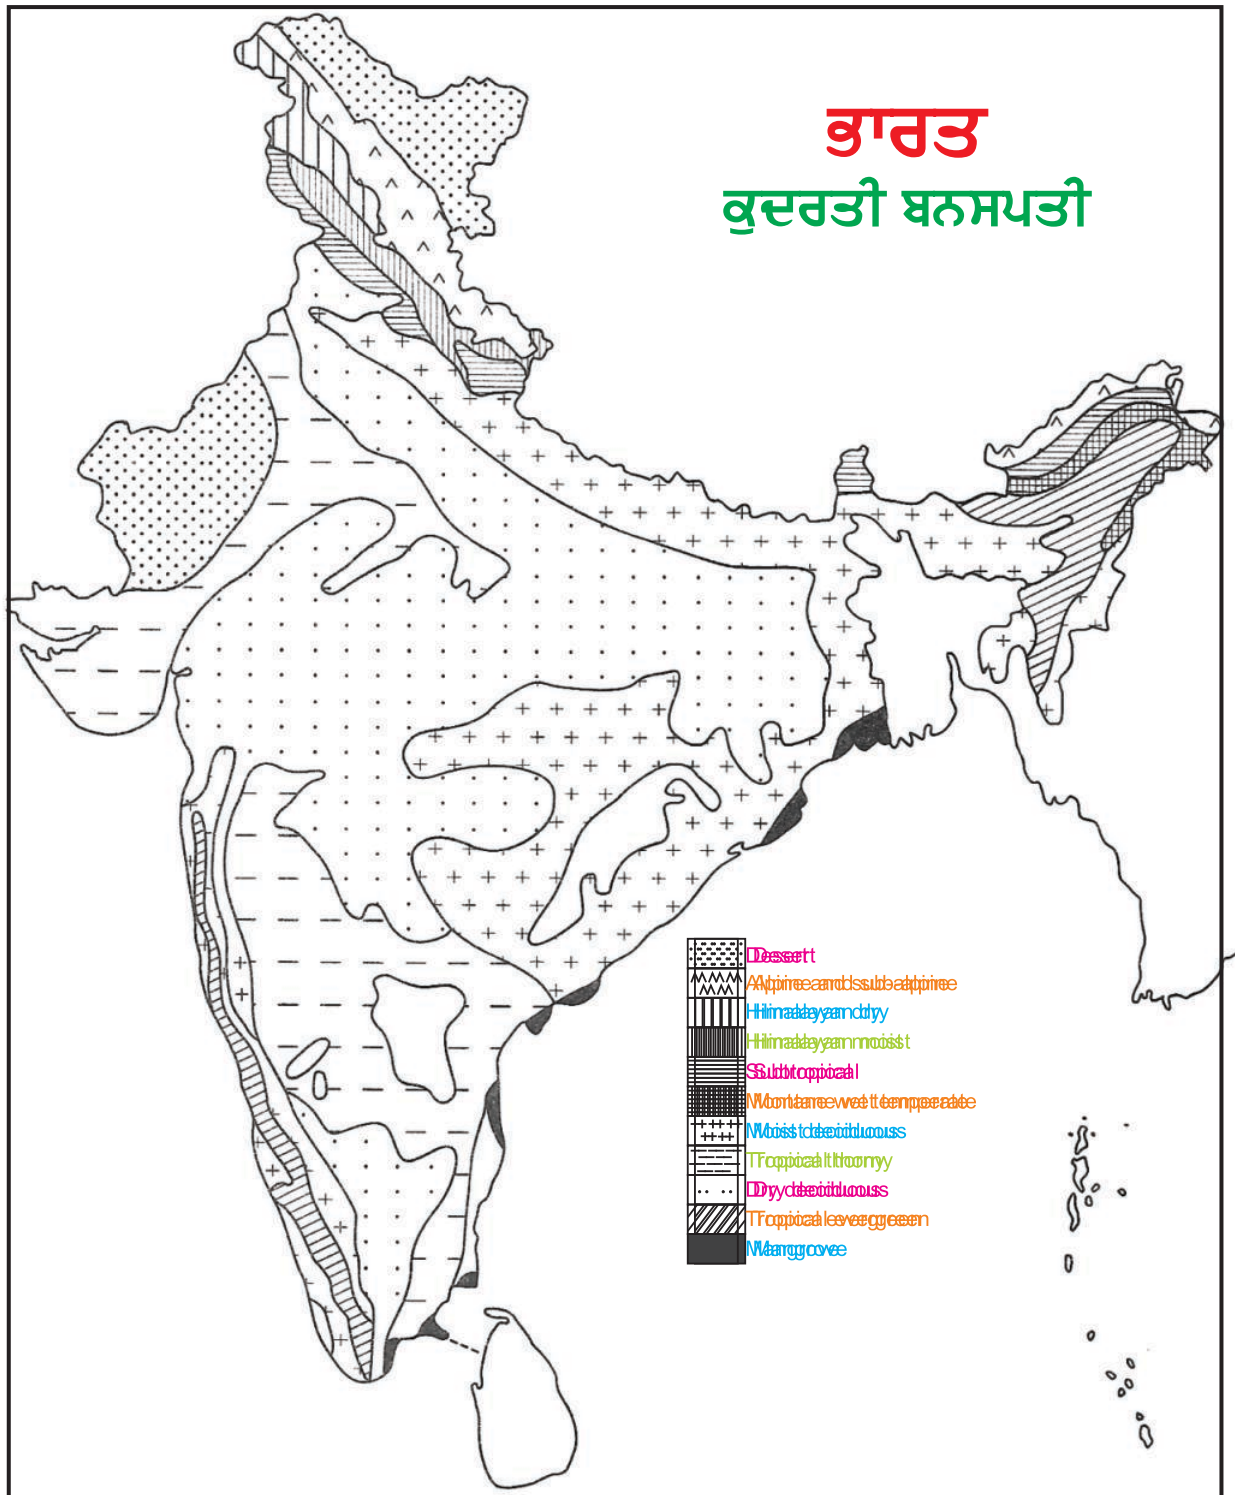 ਭਾਰਤ
ਕੁਦਰਤੀ ਬਨਸਪਤੀ
Desert
Alpine and sub-alpine
Himalayan dry
Himalayan moist
Subtropical
Montane wet temperate
Moist deciduous
Tropical thorny
Dry deciduous
Tropical evergreen
Mangrove